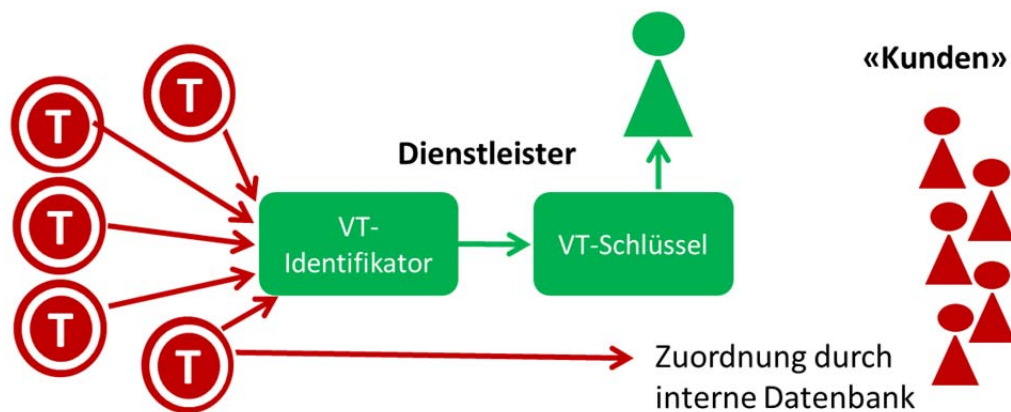 «Kunden»
T
T
T
T
T
Dienstleister
VT-
Identifikator
VT-Schlüssel
Zuordnung durch
interne Datenbank